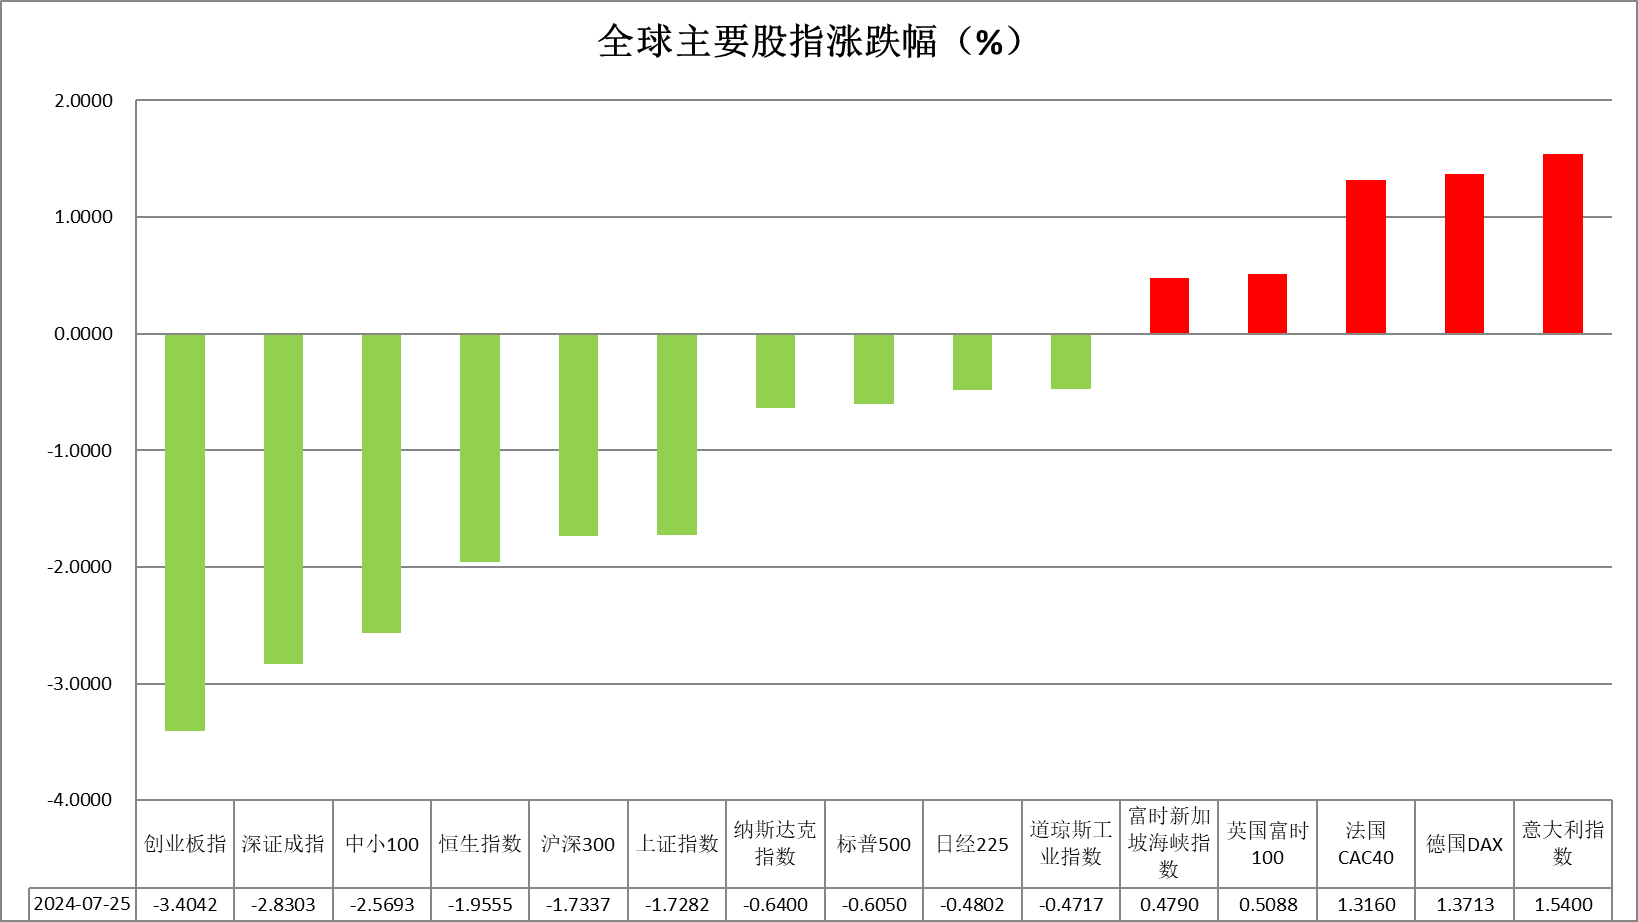 全球主要股指涨跌幅（%）
2.0000
1.0000
0.0000
-1.0000
-2.0000
-3.0000
-4.0000
创业板指
深证成指
中小100
恒生指数
沪深300
上证指数
纳斯达克
指数
标普500
日经225
道琼斯工
业指数
富时新加
坡海峡指
数
英国富时
100
法国
CAC40
德国DAX
意大利指
数
2024-07-25 -3.4042 -2.8303 -2.5693 -1.9555 -1.7337 -1.7282 -0.6400 -0.6050 -0.4802 -0.4717 0.4790 0.5088 1.3160 1.3713 1.5400